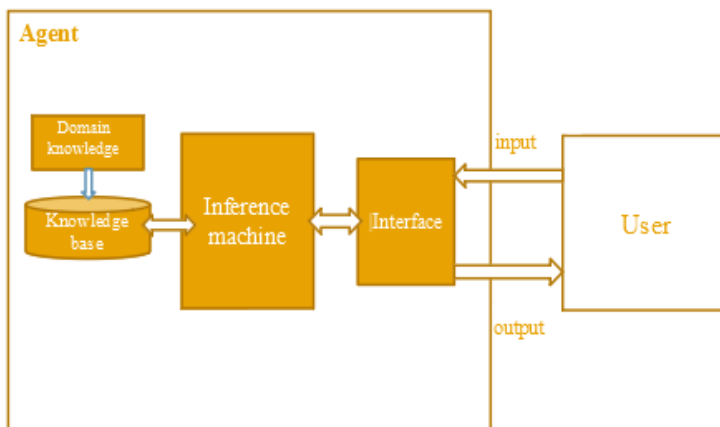 Agent
Domain
knowledge
Knowledge
base
Inference
machine
Interface
input
output
User